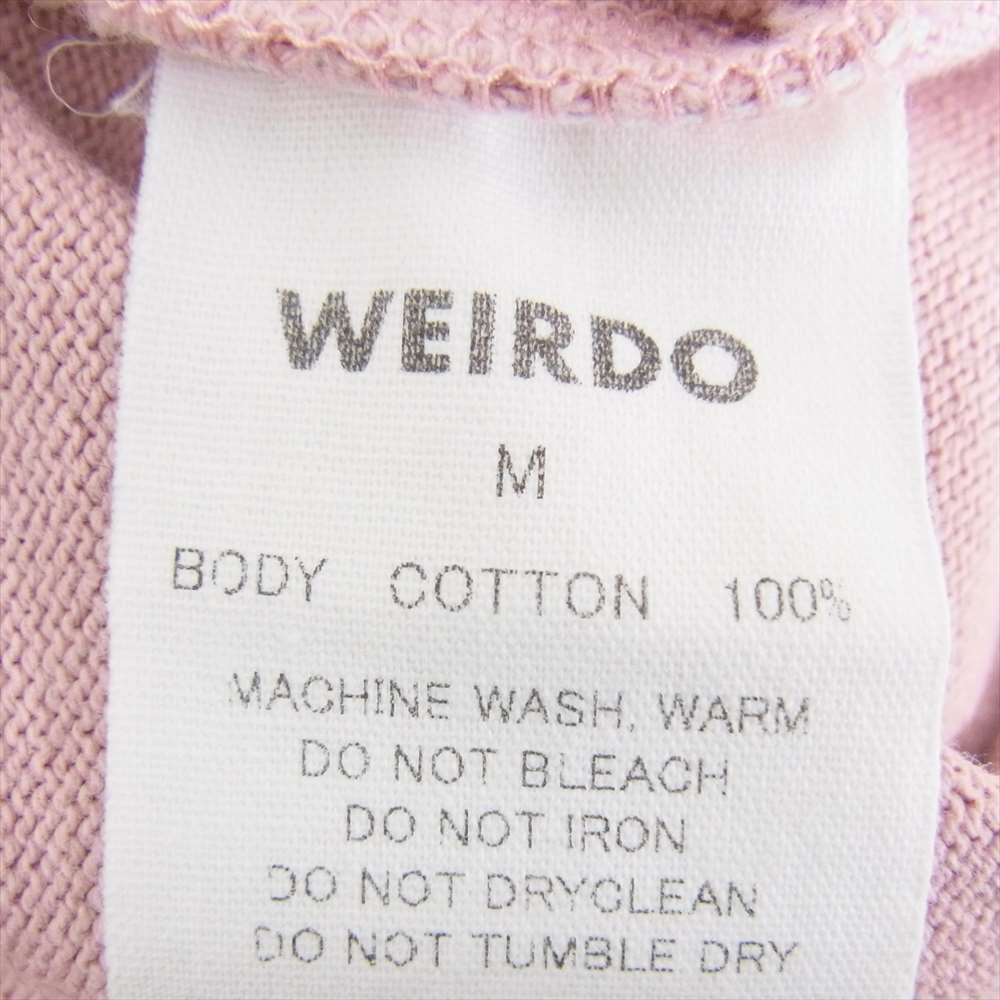 WEIRDO
M
BODY COTTON 100%
MACHINE WASH, WARM
DO NOT BLEACH
DO NOT IRON
DO NOT DRYCLEAN
DO NOT TUMBLE DRY